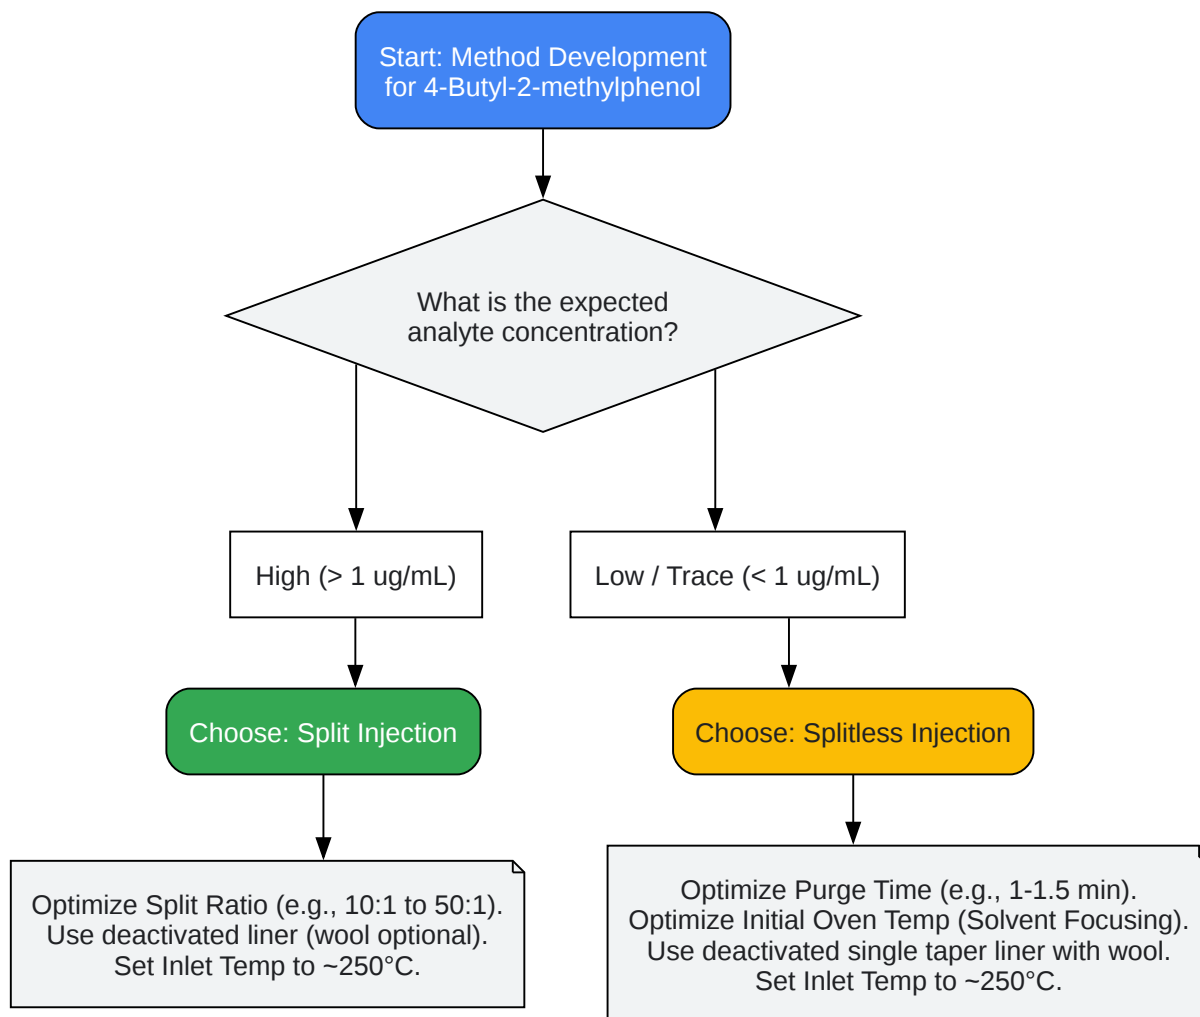 Start: Method Development
for 4-Butyl-2-methylphenol
What is the expected
analyte concentration?
High (> 1 ug/mL)
Low / Trace (< 1 ug/mL)
Choose: Split Injection
Choose: Splitless Injection
Optimize Split Ratio (e.g., 10:1 to 50:1).
Use deactivated liner (wool optional).
Set Inlet Temp to ~250°C.
Optimize Purge Time (e.g., 1-1.5 min).
Optimize Initial Oven Temp (Solvent Focusing).
Use deactivated single taper liner with wool.
Set Inlet Temp to ~250°C.